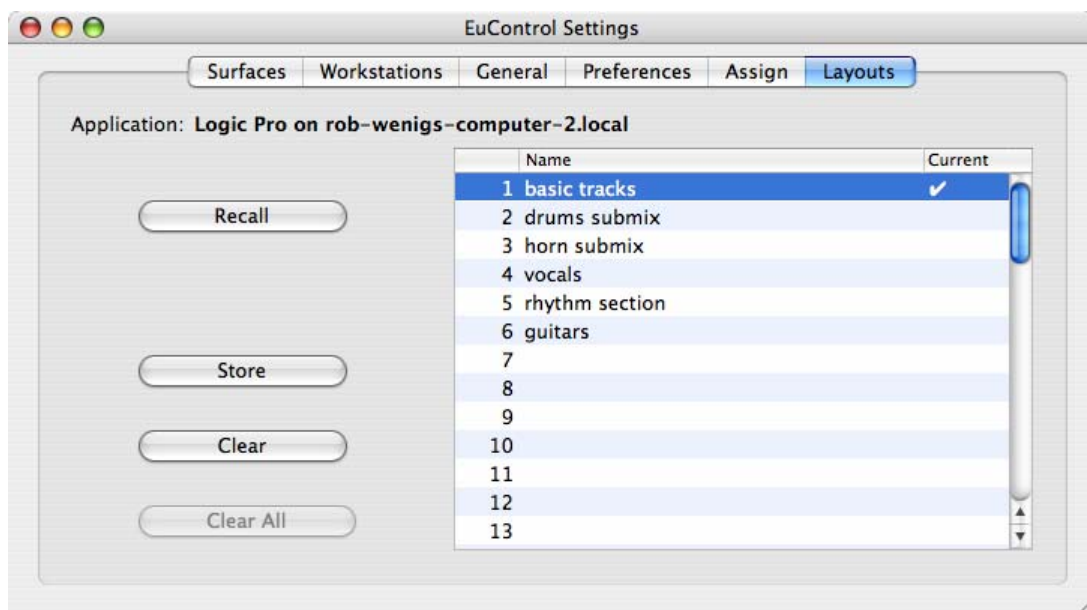 EuControl Settings
Surfaces Workstations General Preferences Assign Layouts
Application: Logic Pro on rob-wenigs-computer-2.local
Name Current
1 basic tracks ✔
2 drums submix
3 horn submix
4 vocals
5 rhythm section
6 guitars
7
8
9
10
11
12
13
Recall
Store
Clear
Clear All